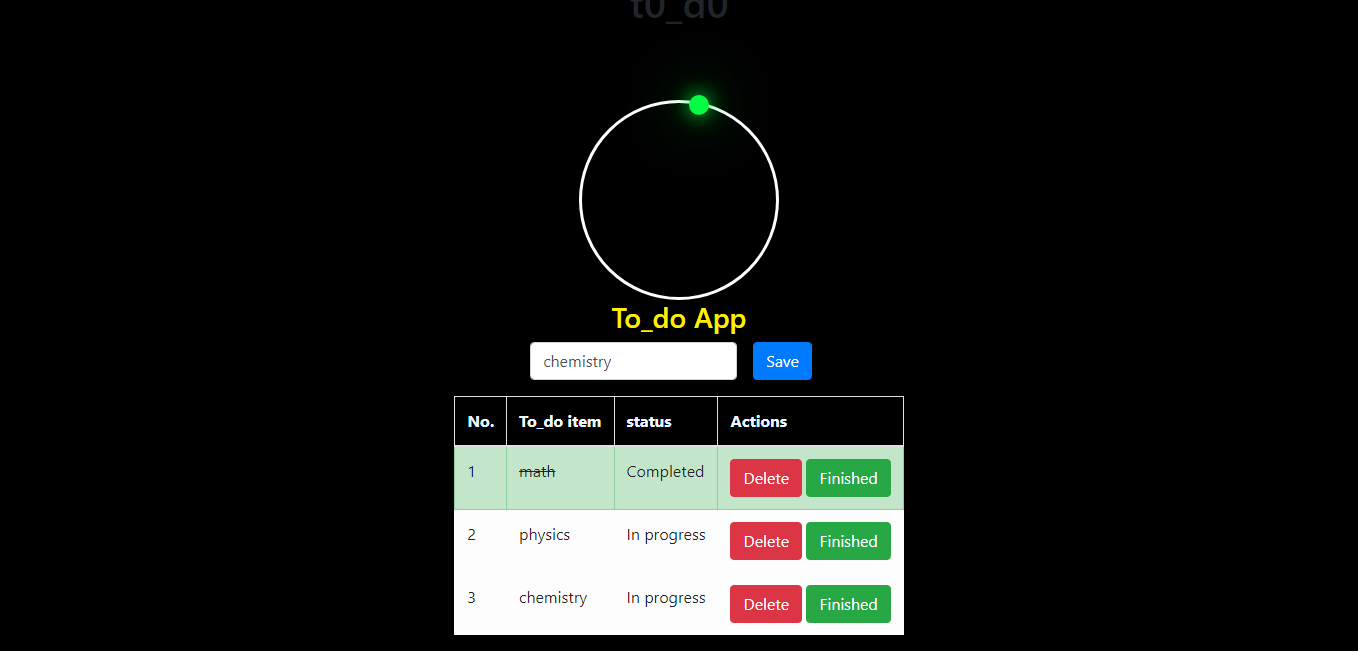 t0_d0
To_do App
chemistry Save
No. To_do item status Actions
1 math Completed Delete Finished
2 physics In progress Delete Finished
3 chemistry In progress Delete Finished